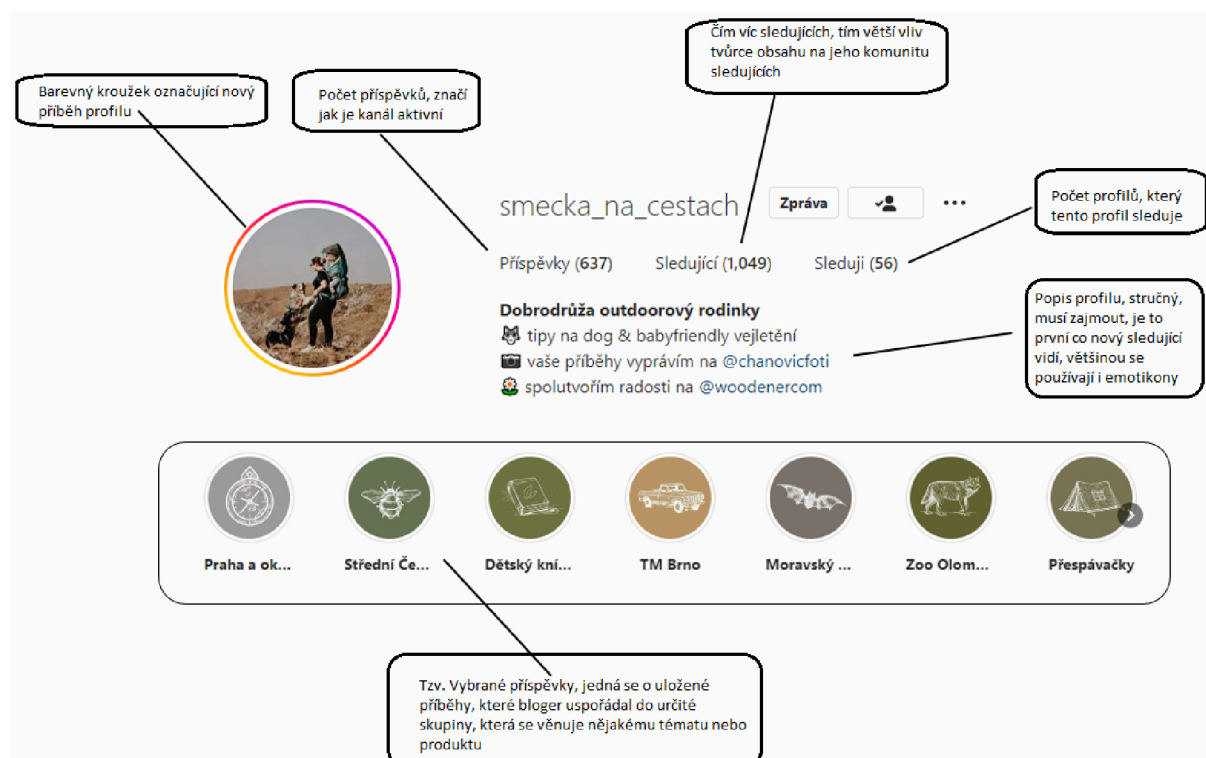 Čím víc sledujících, tím větší vliv
tvůrce obsahu na jeho komunitu
sledujících
Barevný kroužek označující nový
příběh profilu
Počet příspěvků, značí
jak je kanál aktivní
Počet profilů, který
tento profil sleduje
smecka_na_cestach Zpráva
Příspěvky (637) Sledující (1,049) Sleduji (56)
Dobrodrůža outdoorový rodinky
tipy na dog & babyfriendly vejletění
vaše příběhy vyprávím na @chanovicfoti
spolutvořím radosti na @woodenercom
Popis profilu, stručný,
musí zajmout, je to
první co nový sledující
vidí, většinou se
používají i emotikony
Praha a ok... Střední Če... Dětský kní... TM Brno Moravský ... Zoo Olom... Přespávačky
Tzv. Vybrané příspěvky, jedná se o uložené
příběhy, které bloger uspořádal do určité
skupiny, která se věnuje nějakému tématu nebo
produktu